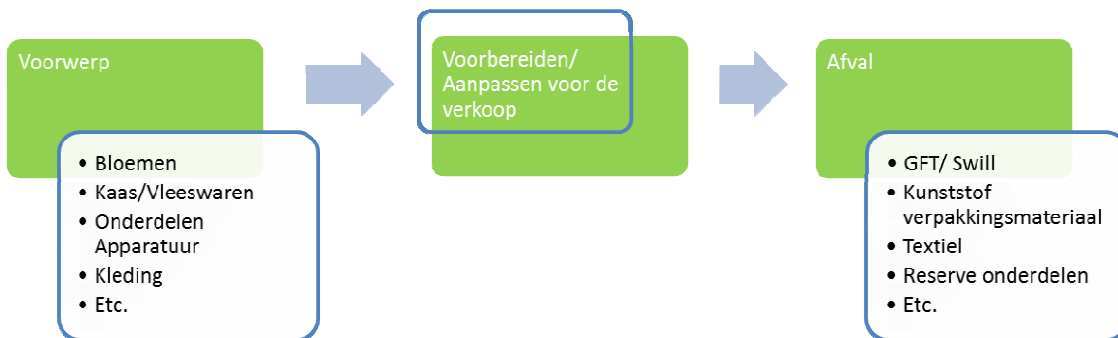 Voorwerp
• Bloemen
• Kaas/Vleeswaren
• Onderdelen
Apparatuur
• Kleding
• Etc.
Voorbereiden/
Aanpassen voor de
verkoop
Afval
• GFT/ Swill
• Kunststof
verpakkingsmateriaal
• Textiel
• Reserve onderdelen
• Etc.